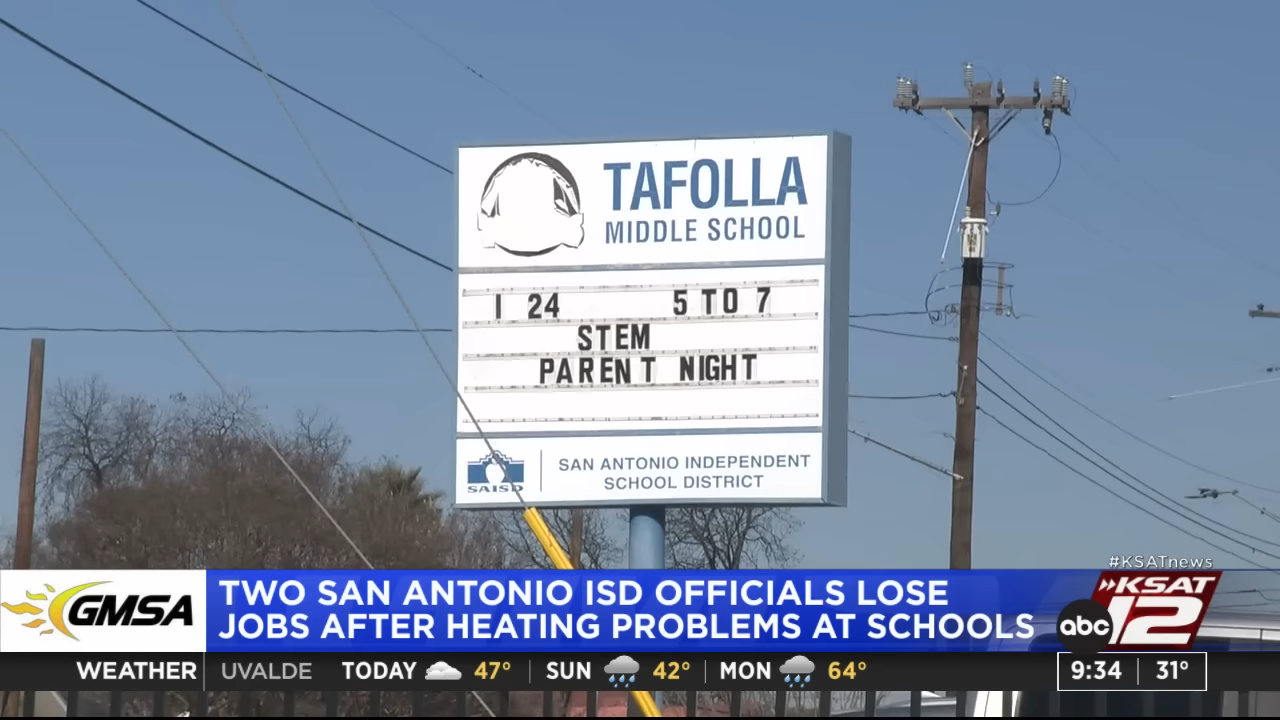 TAFOLLA
MIDDLE SCHOOL
I 24 5 TO 7
STEM
PARENT NIGHT
SAISD
SAN ANTONIO INDEPENDENT
SCHOOL DISTRICT
#KSATnews
GMSA
TWO SAN ANTONIO ISD OFFICIALS LOSE
JOBS AFTER HEATING PROBLEMS AT SCHOOLS
abc
KSAT
12
WEATHER UVALDE TODAY 47° SUN 42° MON 64° 9:34 31°